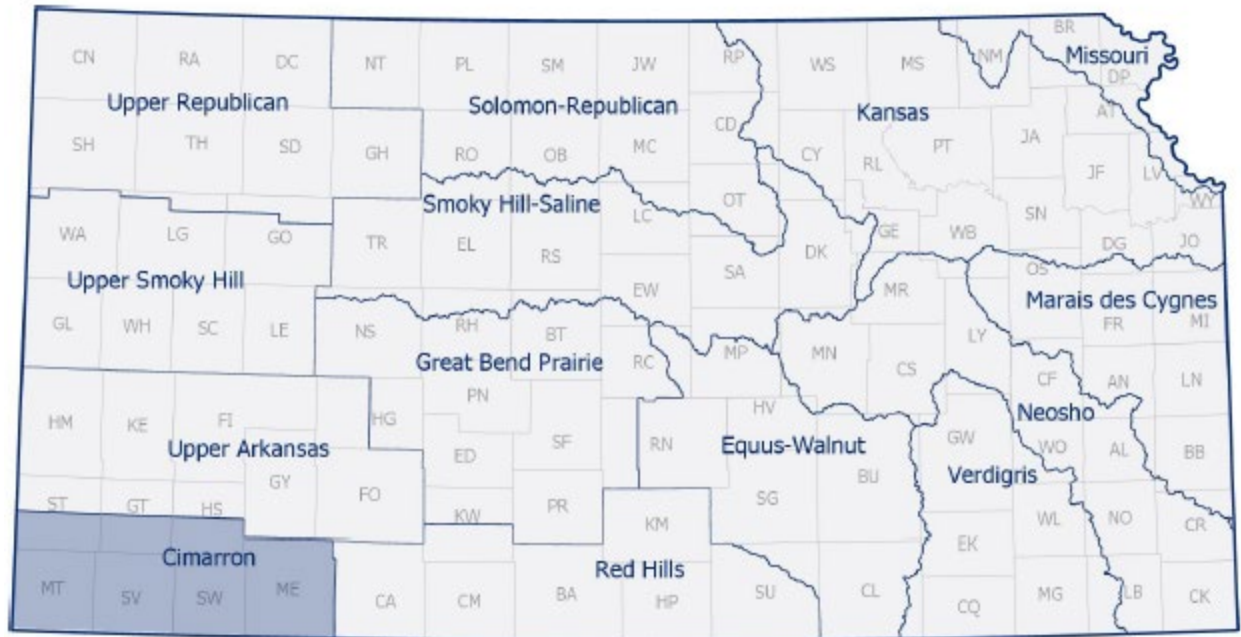 BR
CN RA DC NT PL SM JW RP WS MS NM Missouri
DP
Upper Republican Solomon-Republican Kansas
AT
CD
SH TH SD GH RO OB MC CY RL PT JA JF LV
WY
Smoky Hill-Saline
LC OT SN
WA LG GO TR EL RS DK GE WB DG JO
SA OS
Upper Smoky Hill
EW MR Marais des Cygnes
GL WH SC LE NS RH BT FR MI
LY
Great Bend Prairie
RC MP MN CS CF AN LN
PN
HM KE FI HG HV Neosho
Upper Arkansas SF RN Equus-Walnut GW WO AL BB
ED
GY FO BU Verdigris
SG
ST GT HS KW PR KM WL NO CR
EK
Cimarron Red Hills
MT SV SW ME CA CM BA HP SU CL CQ MG LB CK